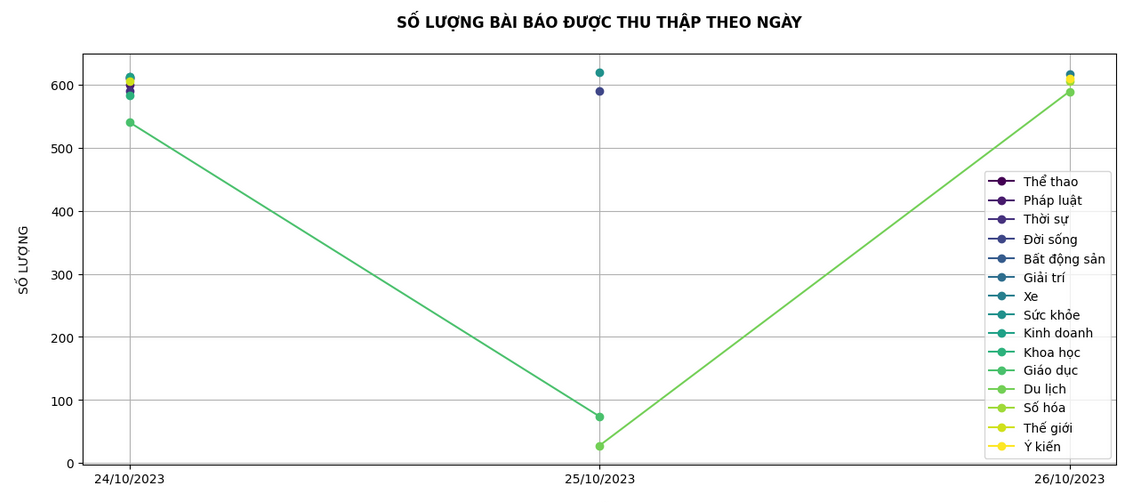 SỐ LƯỢNG BÀI BÁO ĐƯỢC THU THẬP THEO NGÀY
SỐ LƯỢNG
600
500
400
300
200
100
0
24/10/2023
25/10/2023
26/10/2023
Thể thao
Pháp luật
Thời sự
Đời sống
Bất động sản
Giải trí
Xe
Sức khỏe
Kinh doanh
Khoa học
Giáo dục
Du lịch
Số hóa
Thế giới
Ý kiến